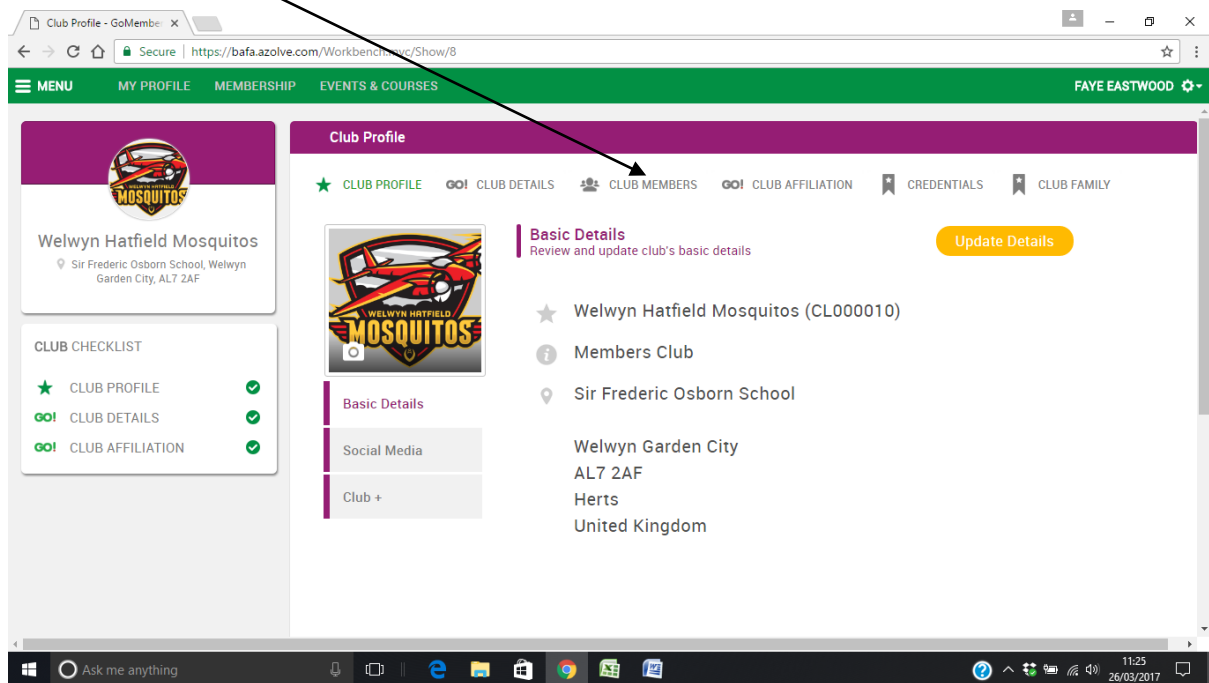 Club Profile - GoMembe
Secure | https://bafa.azolve.com/Workbench.mvc/Show/8
MENU MY PROFILE MEMBERSHIP EVENTS & COURSES FAYE EASTWOOD
WELWYN HATFIELD
MOSQUITOS
Welwyn Hatfield Mosquitos
Sir Frederic Osborn School, Welwyn
Garden City, AL7 2AF
CLUB CHECKLIST
CLUB PROFILE
GO! CLUB DETAILS
GO! CLUB AFFILIATION
Club Profile
CLUB PROFILE GO! CLUB DETAILS CLUB MEMBERS GO! CLUB AFFILIATION CREDENTIALS CLUB FAMILY
WELWYN HATFIELD
MOSQUITOS
Basic Details
Social Media
Club +
Basic Details
Review and update club's basic details
Update Details
Welwyn Hatfield Mosquitos (CL000010)
Members Club
Sir Frederic Osborn School
Welwyn Garden City
AL7 2AF
Herts
United Kingdom
Ask me anything
11:25
26/03/2017